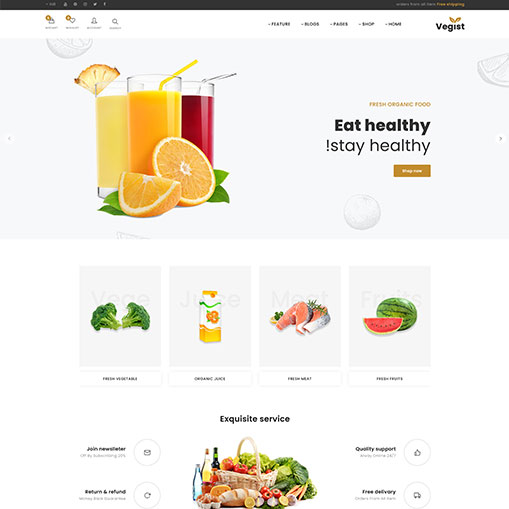 orders from all item Free shipping
Vegist
HOME
SHOP
PAGES
BLOGS
FEATURE
ACCOUNT
WISHLIST
SEARCH
FRESH ORGANIC FOOD
Eat healthy
!stay healthy
Shop now
Vege
Juice
Meat
Fruits
FRESH VEGETABLE
ORGANIC JUICE
FRESH MEAT
FRESH FRUITS
Exquisite service
Join newslleter
Off By Subscribing 25%
Quality support
Alway Online 24/7
Return & refund
Money Back Guarantee
Free delivery
Orders From all item